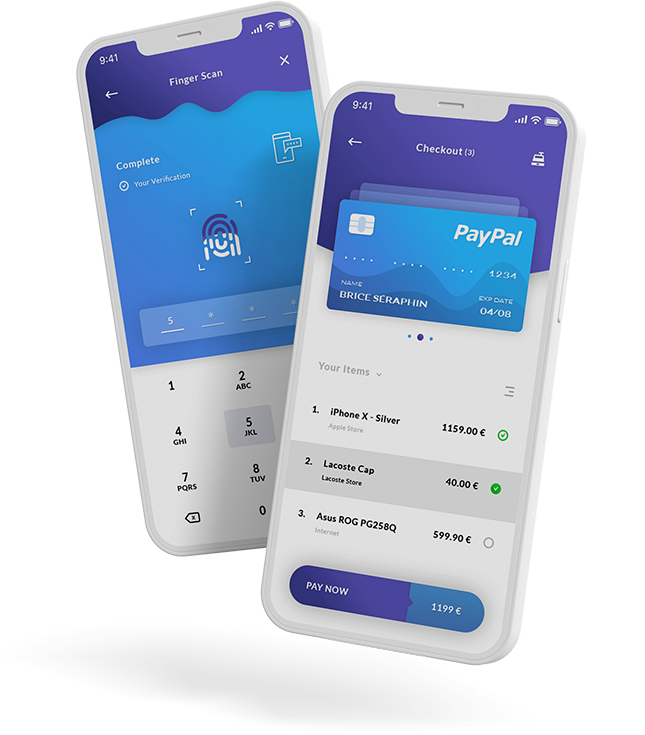 9:41
Finger Scan
Complete
Your Verification
5 * * *
1
2
ABC
4
GHI
5
JKL
7
PQRS
8
TUV
0
9:41
Checkout (3)
PayPal
1234
NAME
BRICE SERAPHIN
EXP DATE
04/08
Your Items
1. iPhone X - Silver 1159.00 €
Apple Store
2. Lacoste Cap 40.00 €
Lacoste Store
3. Asus ROG PG258Q 599.90 €
Internet
PAY NOW 1199 €